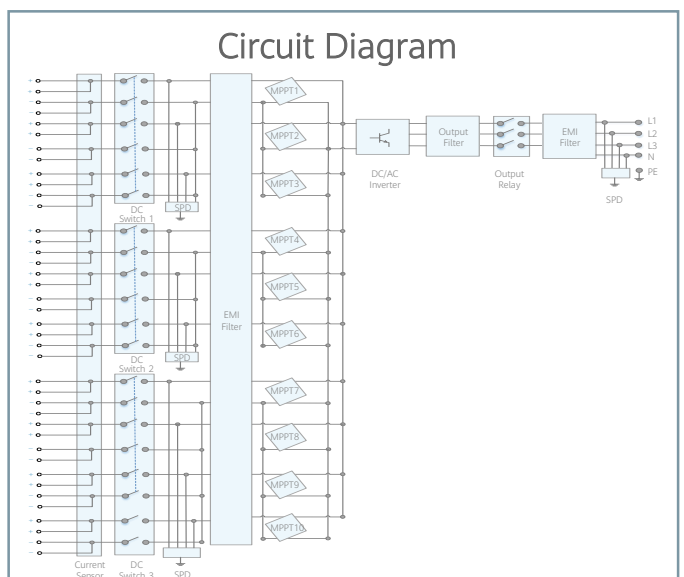 Circuit Diagram
MPPT1
MPPT2
MPPT3
SPD
DC
Switch 1
MPPT4
MPPT5
MPPT6
SPD
DC
Switch 2
EMI
Filter
MPPT7
MPPT8
MPPT9
MPPT10
Current
Sensor
DC
Switch 3
SPD
DC/AC
Inverter
Output
Filter
Output
Relay
EMI
Filter
L1
L2
L3
N
PE
SPD